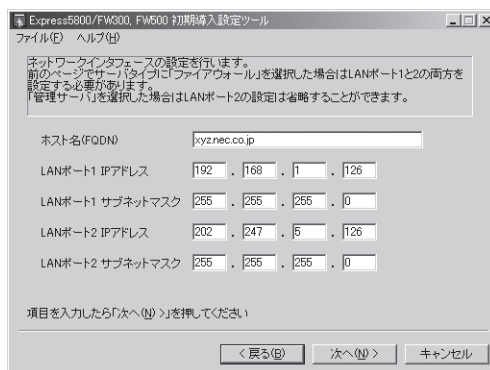 Express5800/FW300, FW500 初期導入設定ツール
ファイル(F) ヘルプ(H)
ネットワークインタフェースの設定を行います。
前のページでサーバタイプに「ファイアウォール」を選択した場合はLANポート1と2の両方を
設定する必要があります。
「管理サーバ」を選択した場合はLANポート2の設定は省略することができます。
ホスト名(FQDN) xyz.nec.co.jp
LANポート1 IPアドレス 192 . 168 . 1 . 126
LANポート1 サブネットマスク 255 . 255 . 255 . 0
LANポート2 IPアドレス 202 . 247 . 5 . 126
LANポート2 サブネットマスク 255 . 255 . 255 . 0
項目を入力したら「次へ(N) >」を押してください
< 戻る(B) 次へ(N) > キャンセル